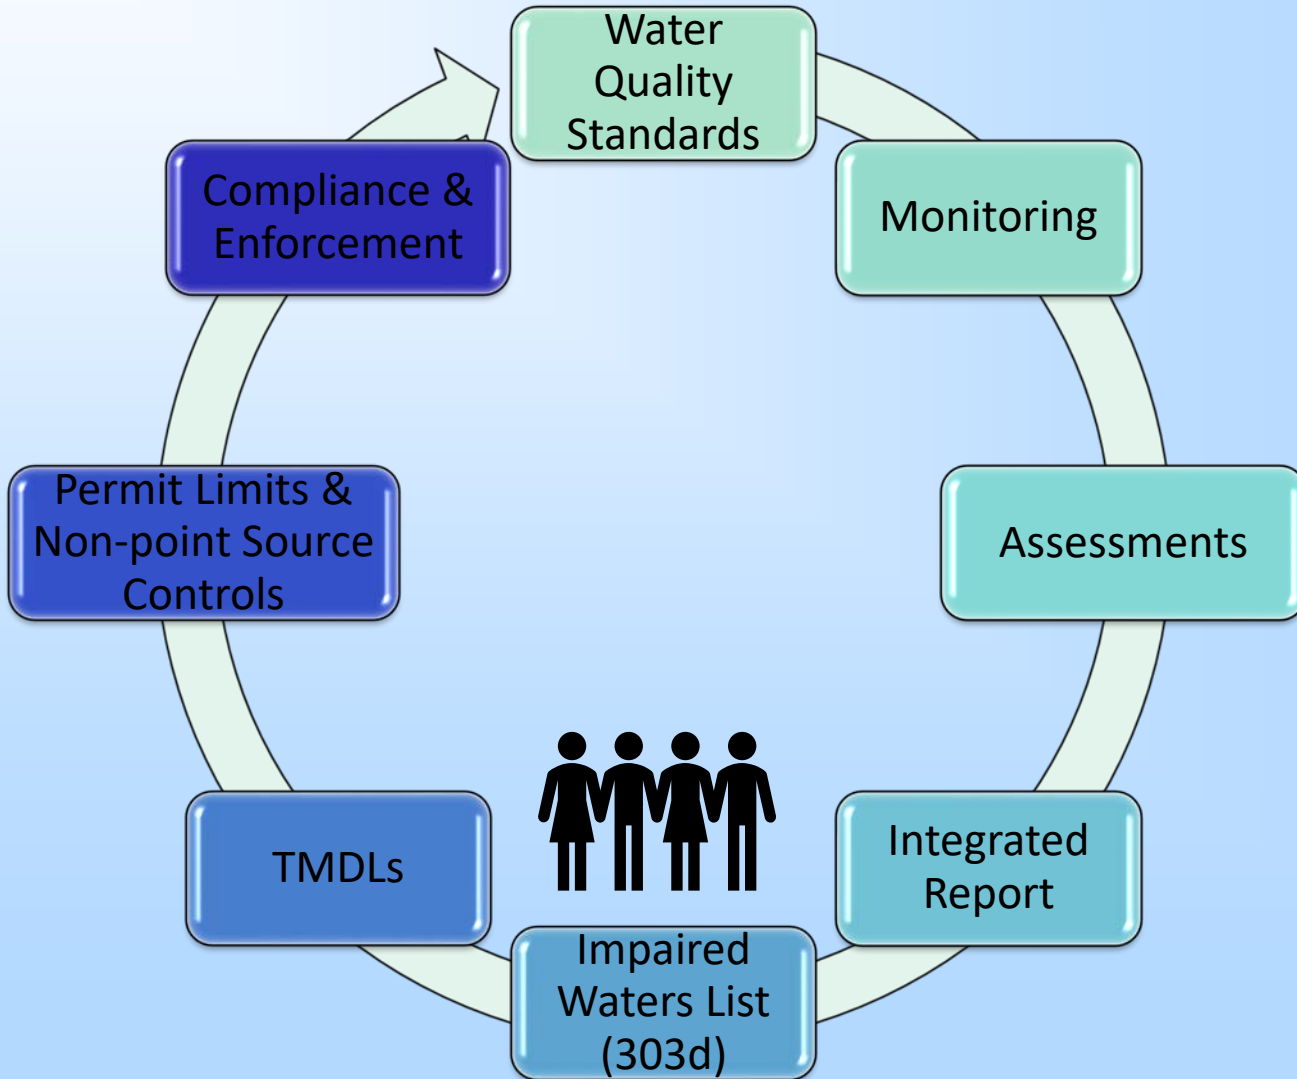 Water
Quality
Standards
Monitoring
Assessments
Integrated
Report
Impaired
Waters List
(303d)
TMDLs
Permit Limits &
Non-point Source
Controls
Compliance &
Enforcement